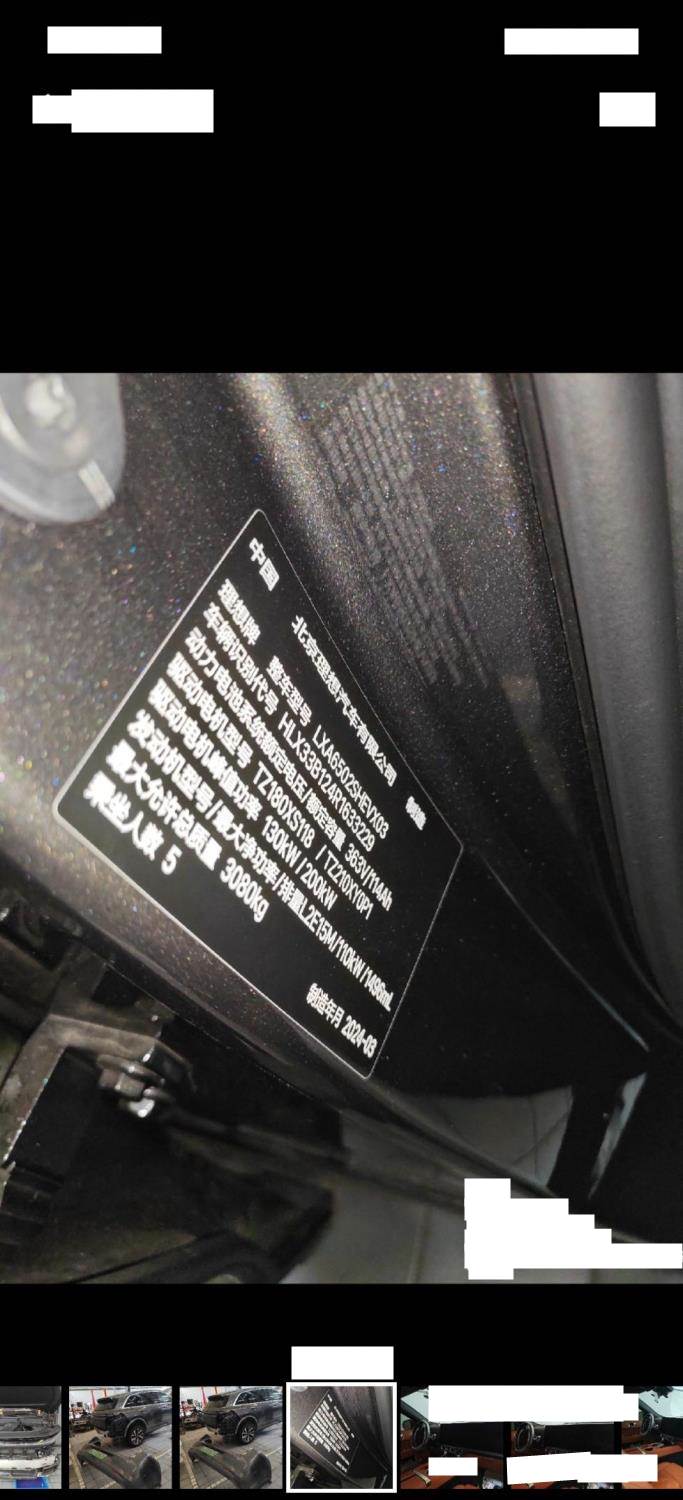 中国 北京理想汽车有限公司 制造
理想牌 整车型号 LXA6502SHEVX03
车辆识别代号 HLX33B124R1633229
动力电池系统额定电压/额定容量 363V/114Ah
驱动电机型号 TZ180XS118 / TZ210XY0P1
驱动电机峰值功率 130kW/200kW
发动机型号/最大净功率/排量 L2E15M/110kW/1496mL
最大允许总质量 3080kg
乘坐人数 5
制造年月 2024-03